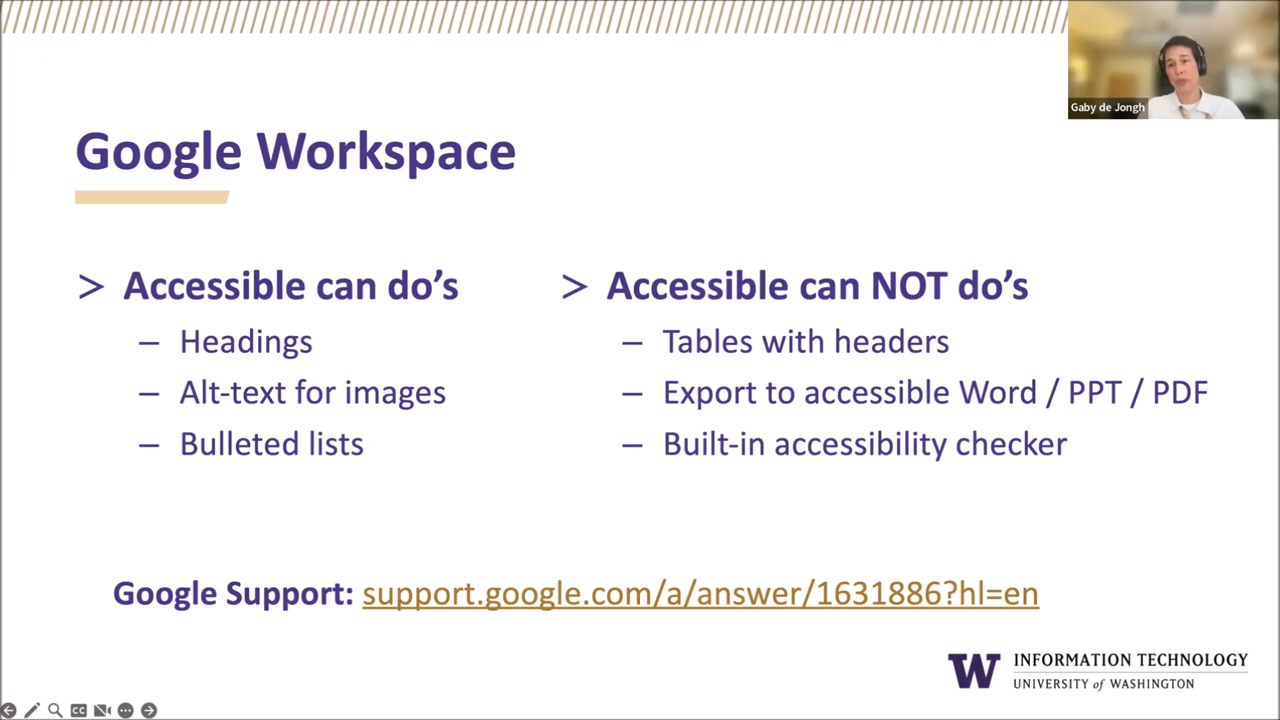 Gaby de Jongh
Google Workspace
> Accessible can do’s
– Headings
– Alt-text for images
– Bulleted lists
> Accessible can NOT do’s
– Tables with headers
– Export to accessible Word / PPT / PDF
– Built-in accessibility checker
Google Support: support.google.com/a/answer/1631886?hl=en
W INFORMATION TECHNOLOGY
UNIVERSITY of WASHINGTON
CC